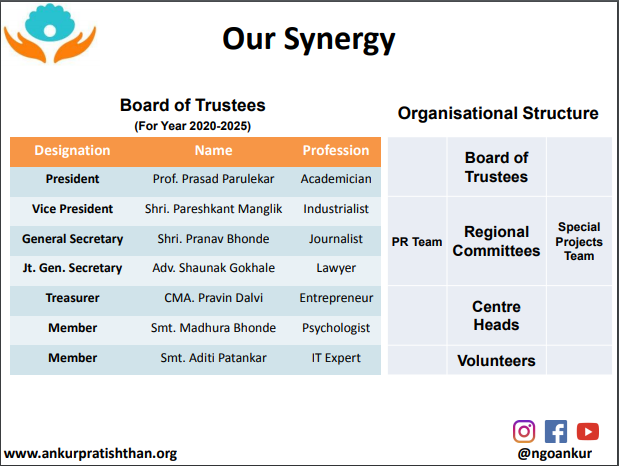 Our Synergy
Board of Trustees
(For Year 2020-2025)
Designation Name Profession
President Prof. Prasad Parulekar Academician
Vice President Shri. Pareshkant Manglik Industrialist
General Secretary Shri. Pranav Bhonde Journalist
Jt. Gen. Secretary Adv. Shaunak Gokhale Lawyer
Treasurer CMA. Pravin Dalvi Entrepreneur
Member Smt. Madhura Bhonde Psychologist
Member Smt. Aditi Patankar IT Expert
Organisational Structure
Board of
Trustees
PR Team
Regional
Committees
Special
Projects
Team
Centre
Heads
Volunteers
www.ankurpratishthan.org
@ngoankur